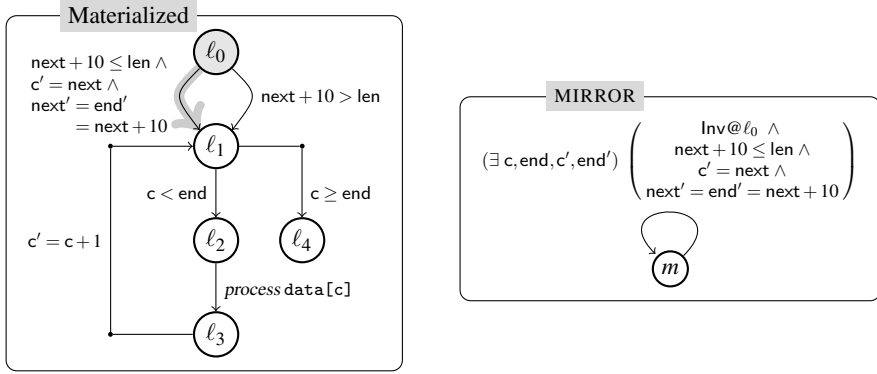 Materialized
ℓ0
next + 10 ≤ len ∧
c′ = next ∧
next′ = end′
= next + 10
next + 10 > len
ℓ1
c < end
c ≥ end
c′ = c + 1
ℓ2
ℓ4
process data[c]
ℓ3
MIRROR
Inv@ℓ0 ∧
next + 10 ≤ len ∧
(∃ c, end, c′, end′)
c′ = next ∧
next′ = end′ = next + 10
m